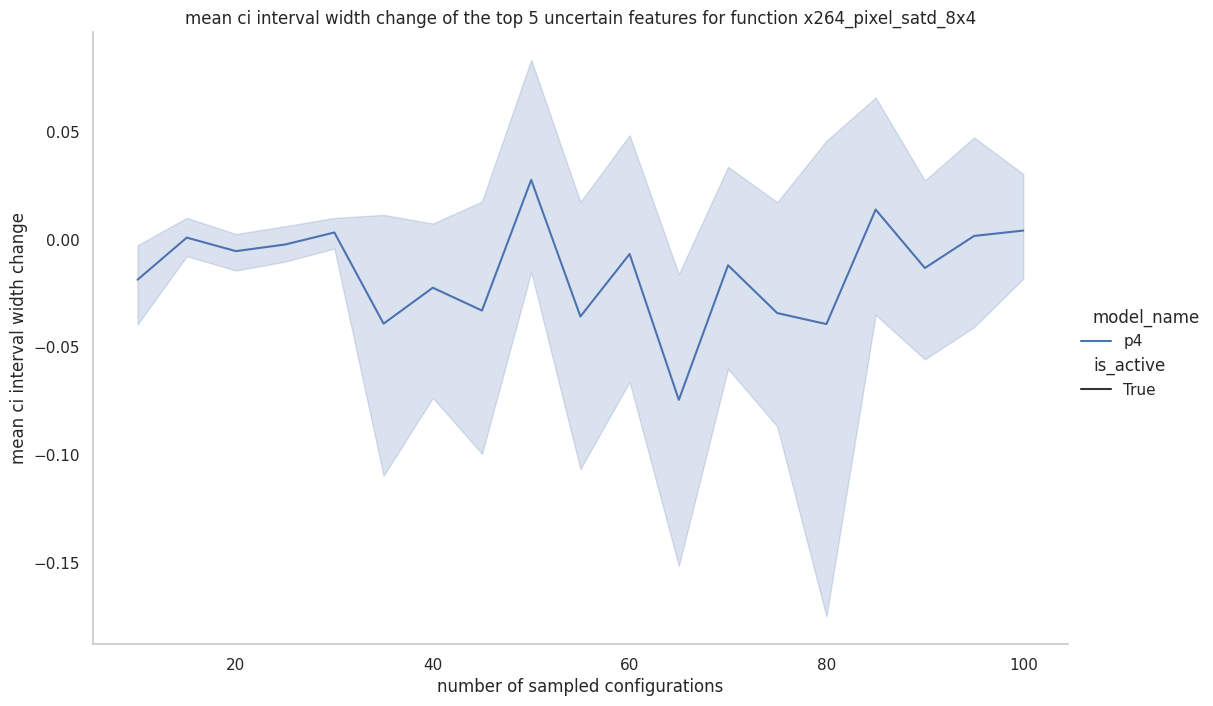 mean ci interval width change of the top 5 uncertain features for function x264_pixel_satd_8x4
mean ci interval width change
0.05
0.00
−0.05
−0.10
−0.15
20
40
60
80
100
number of sampled configurations
model_name
p4
is_active
True